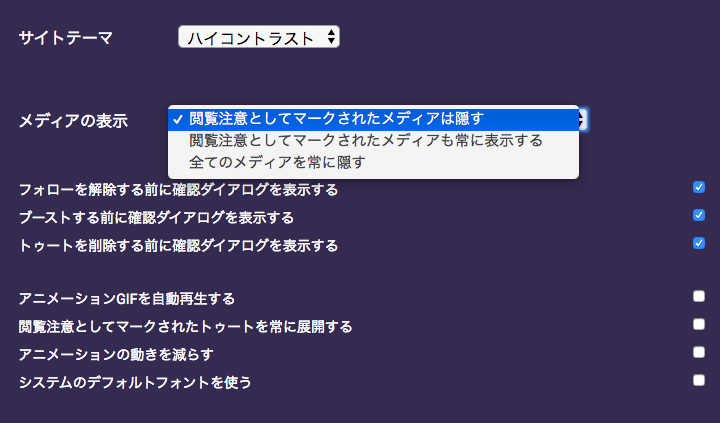 サイトテーマ
ハイコントラスト
メディアの表示
閲覧注意としてマークされたメディアは隠す
閲覧注意としてマークされたメディアも常に表示する
全てのメディアを常に隠す
フォローを解除する前に確認ダイアログを表示する
ブーストする前に確認ダイアログを表示する
トゥートを削除する前に確認ダイアログを表示する
アニメーションGIFを自動再生する
閲覧注意としてマークされたトゥートを常に展開する
アニメーションの動きを減らす
システムのデフォルトフォントを使う